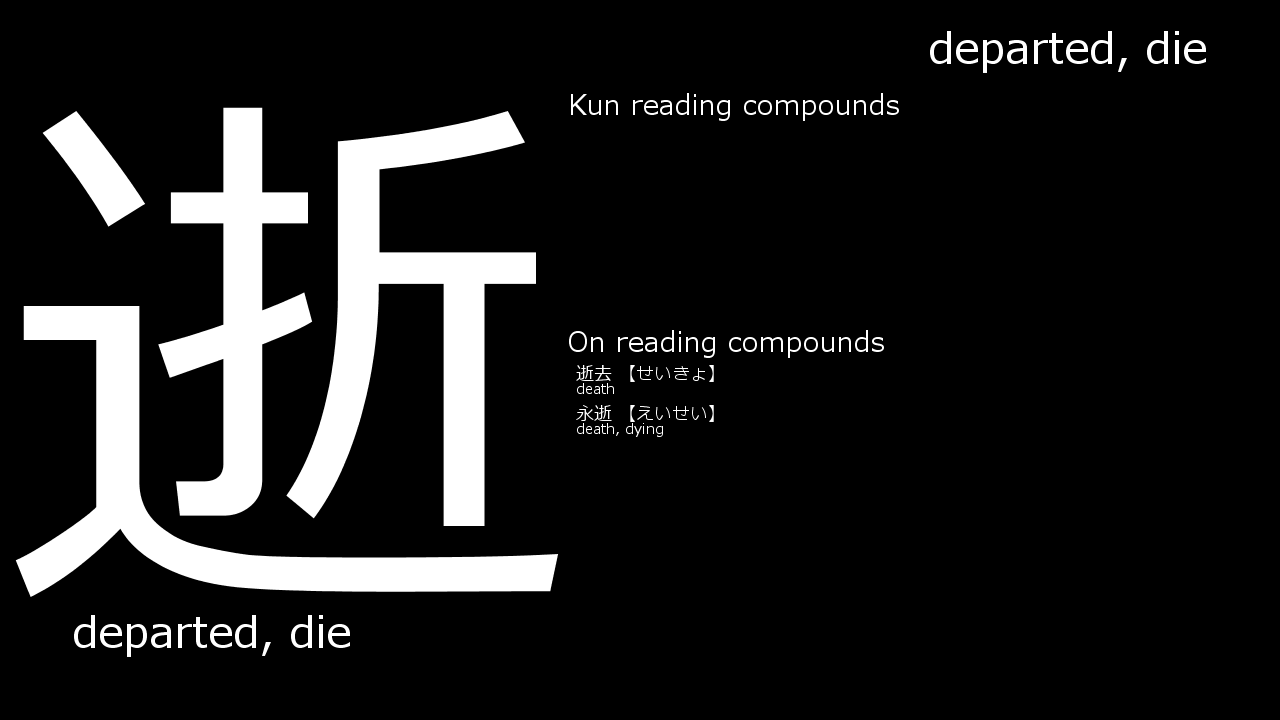 departed, die
逝
Kun reading compounds
On reading compounds
逝去 【せいきょ】
death
永逝 【えいせい】
death, dying
departed, die